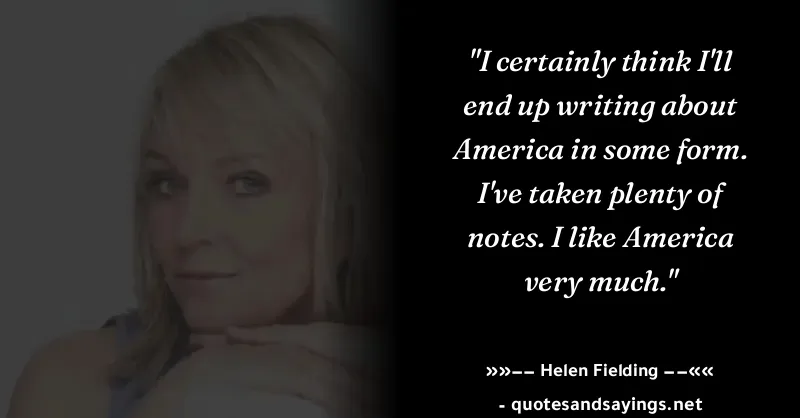 "I certainly think I'll
end up writing about
America in some form.
I've taken plenty of
notes. I like America
very much."
»»−− Helen Fielding −−««
- quotesandsayings.net